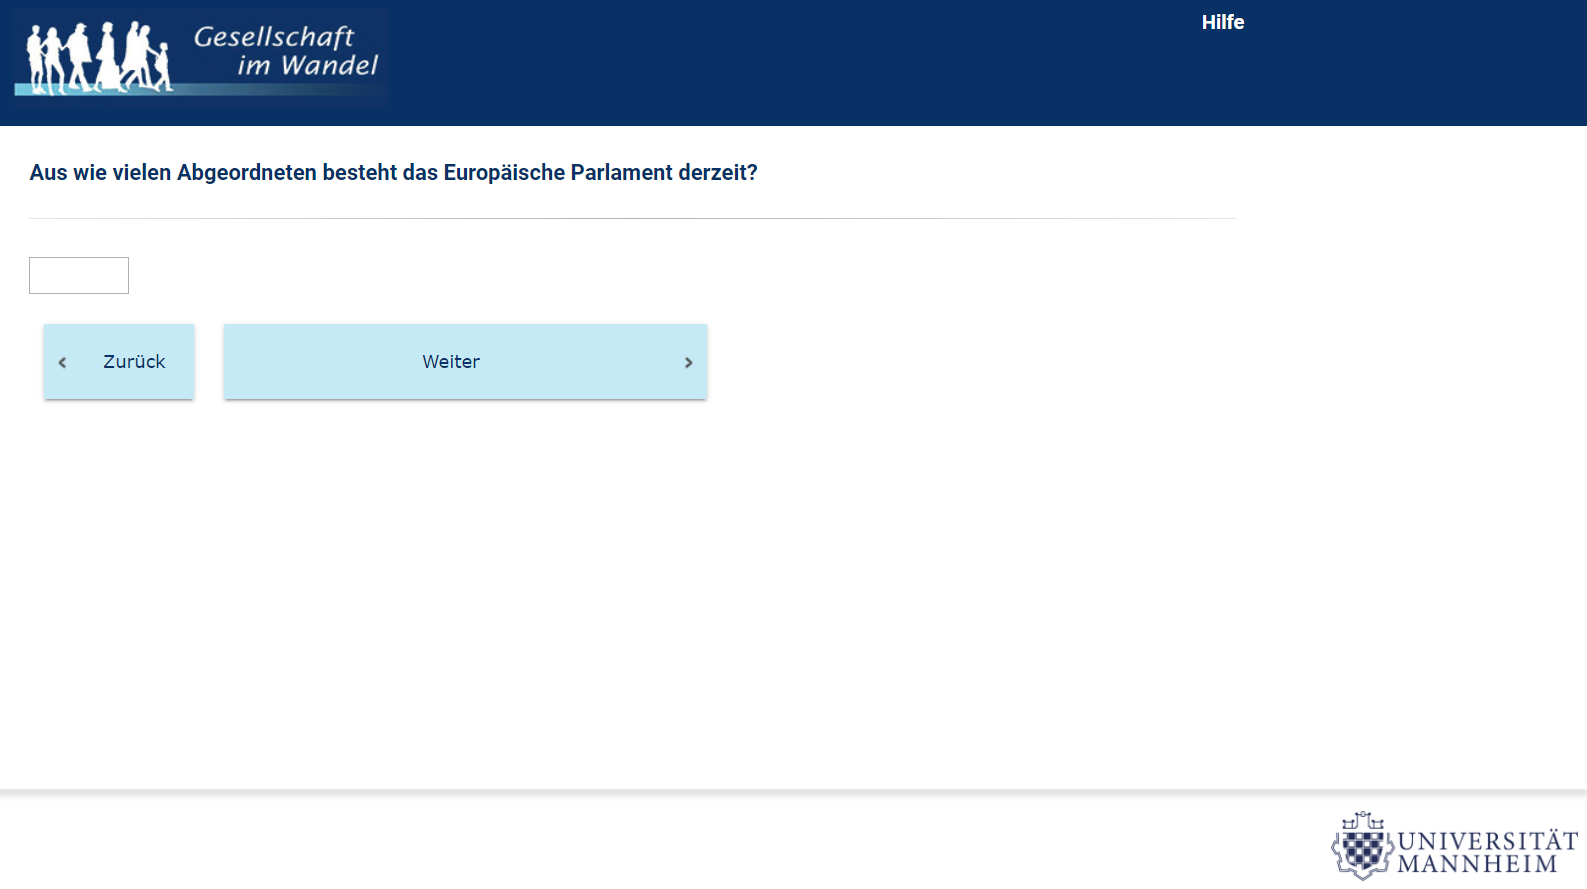 Gesellschaft
im Wandel
Hilfe
Aus wie vielen Abgeordneten besteht das Europäische Parlament derzeit?
Zurück
Weiter
UNIVERSITÄT
MANNHEIM